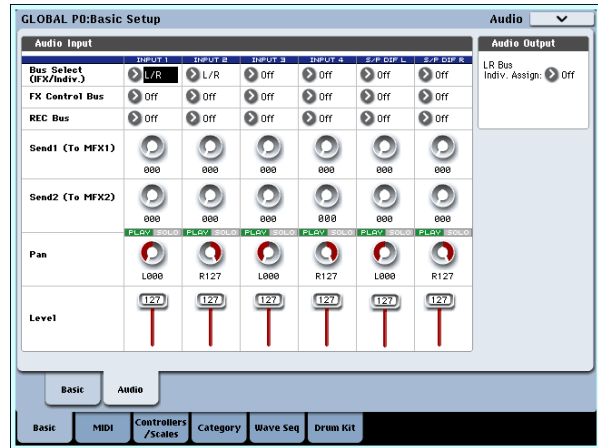 GLOBAL P0:Basic Setup Audio
Audio Input
INPUT 1 INPUT 2 INPUT 3 INPUT 4 S/P DIF L S/P DIF R
Bus Select (IFX/Indiv.) L/R L/R Off Off Off Off
FX Control Bus Off Off Off Off Off Off
REC Bus Off Off Off Off Off Off
Send1 (To MFX1) 000 000 000 000 000 000
Send2 (To MFX2) 000 000 000 000 000 000
PLAY SOLO PLAY SOLO PLAY SOLO PLAY SOLO PLAY SOLO PLAY SOLO
Pan L000 R127 L000 R127 L000 R127
Level 127 127 127 127 127 127
Audio Output
LR Bus
Indiv. Assign: Off
Basic Audio
Basic MIDI Controllers /Scales Category Wave Seq Drum Kit